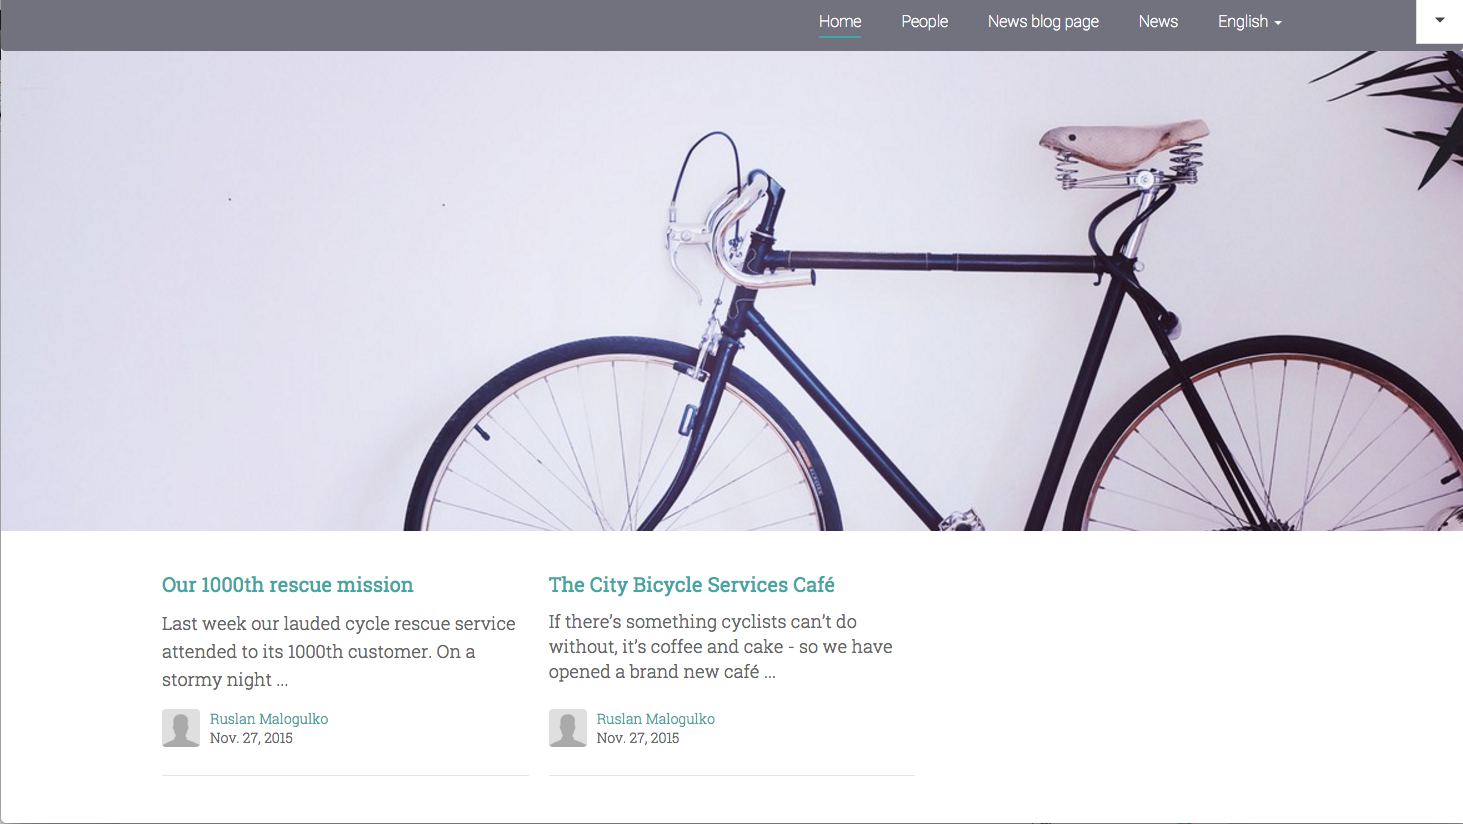 Home People News blog page News English
Our 1000th rescue mission
Last week our lauded cycle rescue service
attended to its 1000th customer. On a
stormy night ...
Ruslan Malogulko
Nov. 27, 2015
The City Bicycle Services Café
If there’s something cyclists can’t do
without, it’s coffee and cake - so we have
opened a brand new café ...
Ruslan Malogulko
Nov. 27, 2015